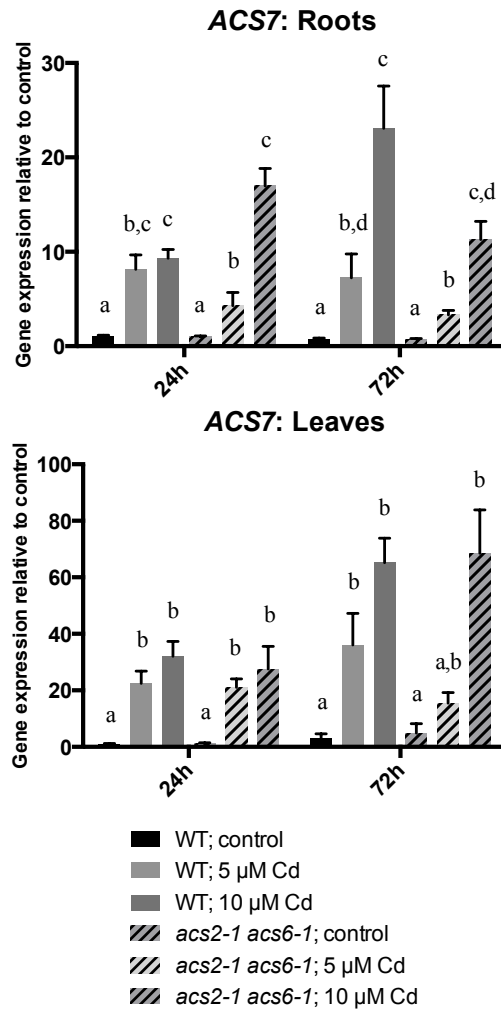 ACS7: Roots
Gene expression relative to control
30
20
10
0
a
b,c
c
a
b
c
a
b,d
c
a
b
c,d
24h
72h
ACS7: Leaves
Gene expression relative to control
100
80
60
40
20
0
a
b
b
a
b
b
a
b
b
a
a,b
b
24h
72h
WT; control
WT; 5 µM Cd
WT; 10 µM Cd
acs2-1 acs6-1; control
acs2-1 acs6-1; 5 µM Cd
acs2-1 acs6-1; 10 µM Cd